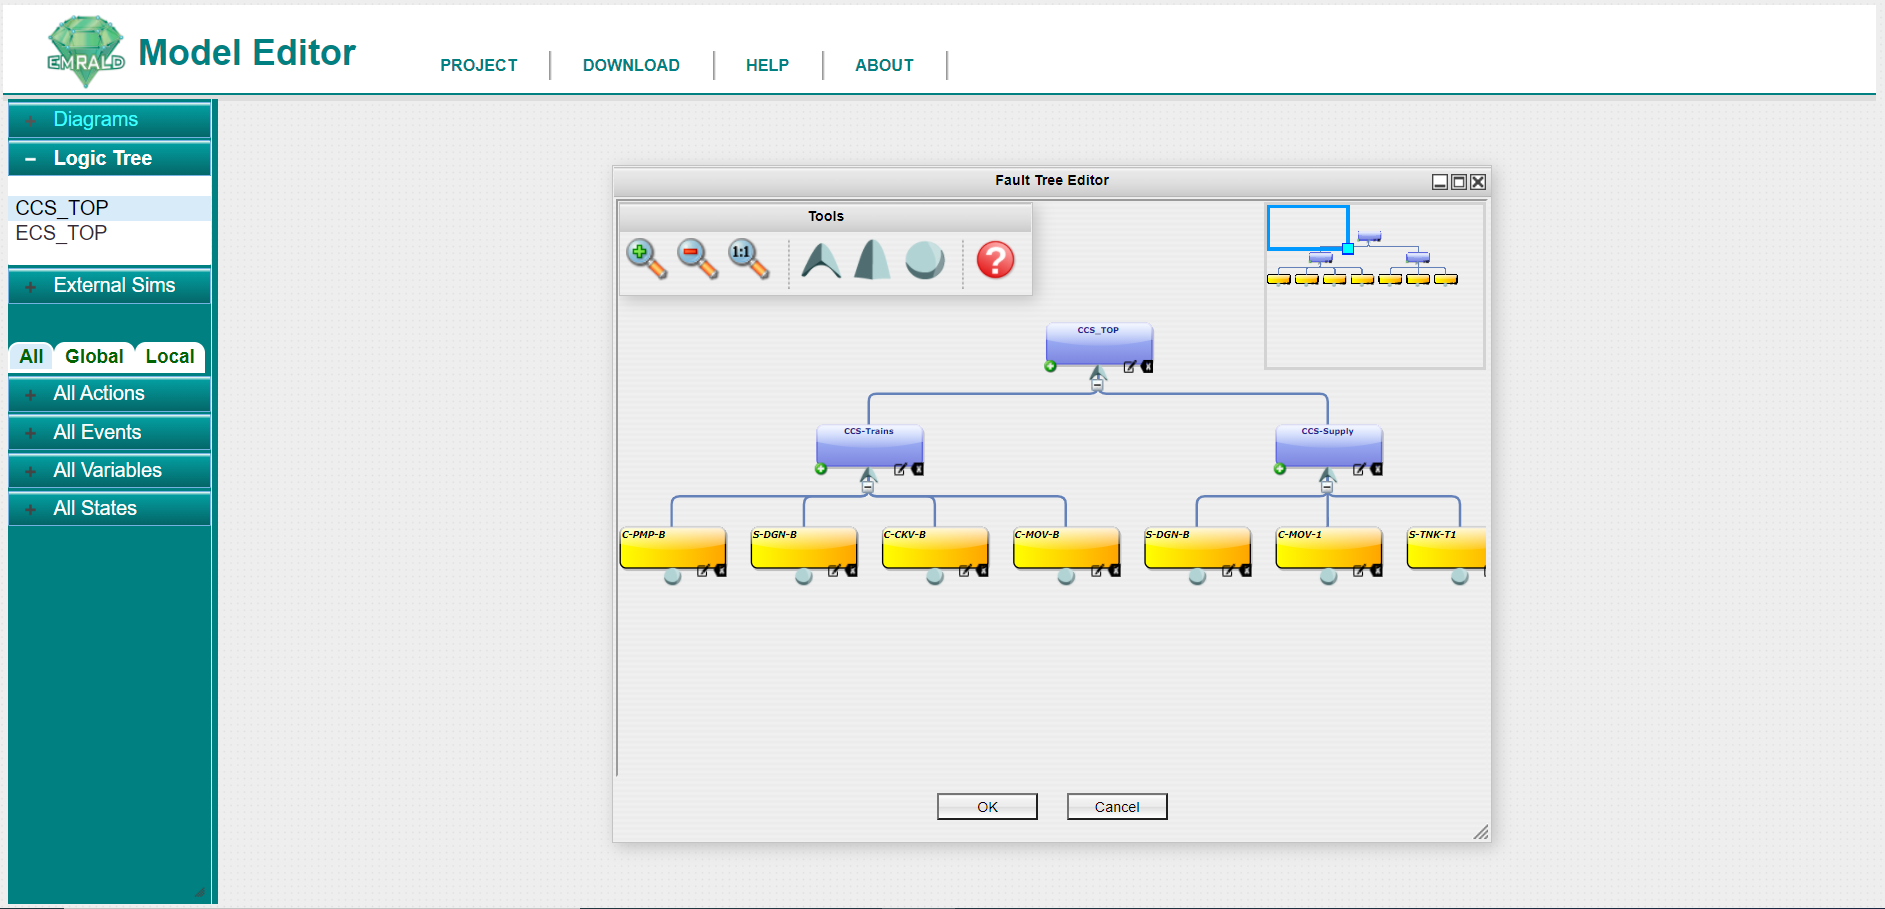 EMRALD
Model Editor
PROJECT
DOWNLOAD
HELP
ABOUT
+ Diagrams
− Logic Tree
CCS_TOP
ECS_TOP
+ External Sims
All Global Local
+ All Actions
+ All Events
+ All Variables
+ All States
Fault Tree Editor
Tools
1:1
?
CCS_TOP
CCS-Trains
CCS-Supply
C-PMP-B
S-DGN-B
C-CKV-B
C-MOV-B
S-DGN-B
C-MOV-1
S-TNK-T1
OK
Cancel